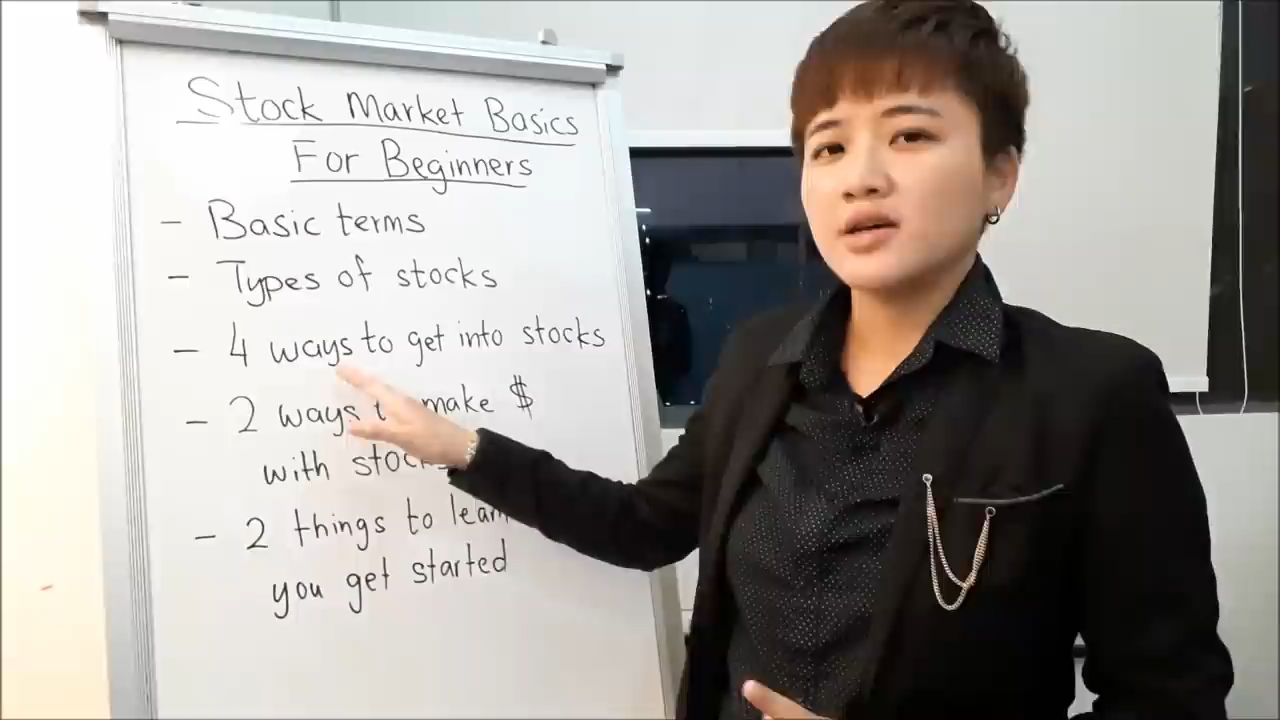 Stock Market Basics
For Beginners
- Basic terms
- Types of stocks
- 4 ways to get into stocks
- 2 ways make $
with
- 2 things to learn
you get started